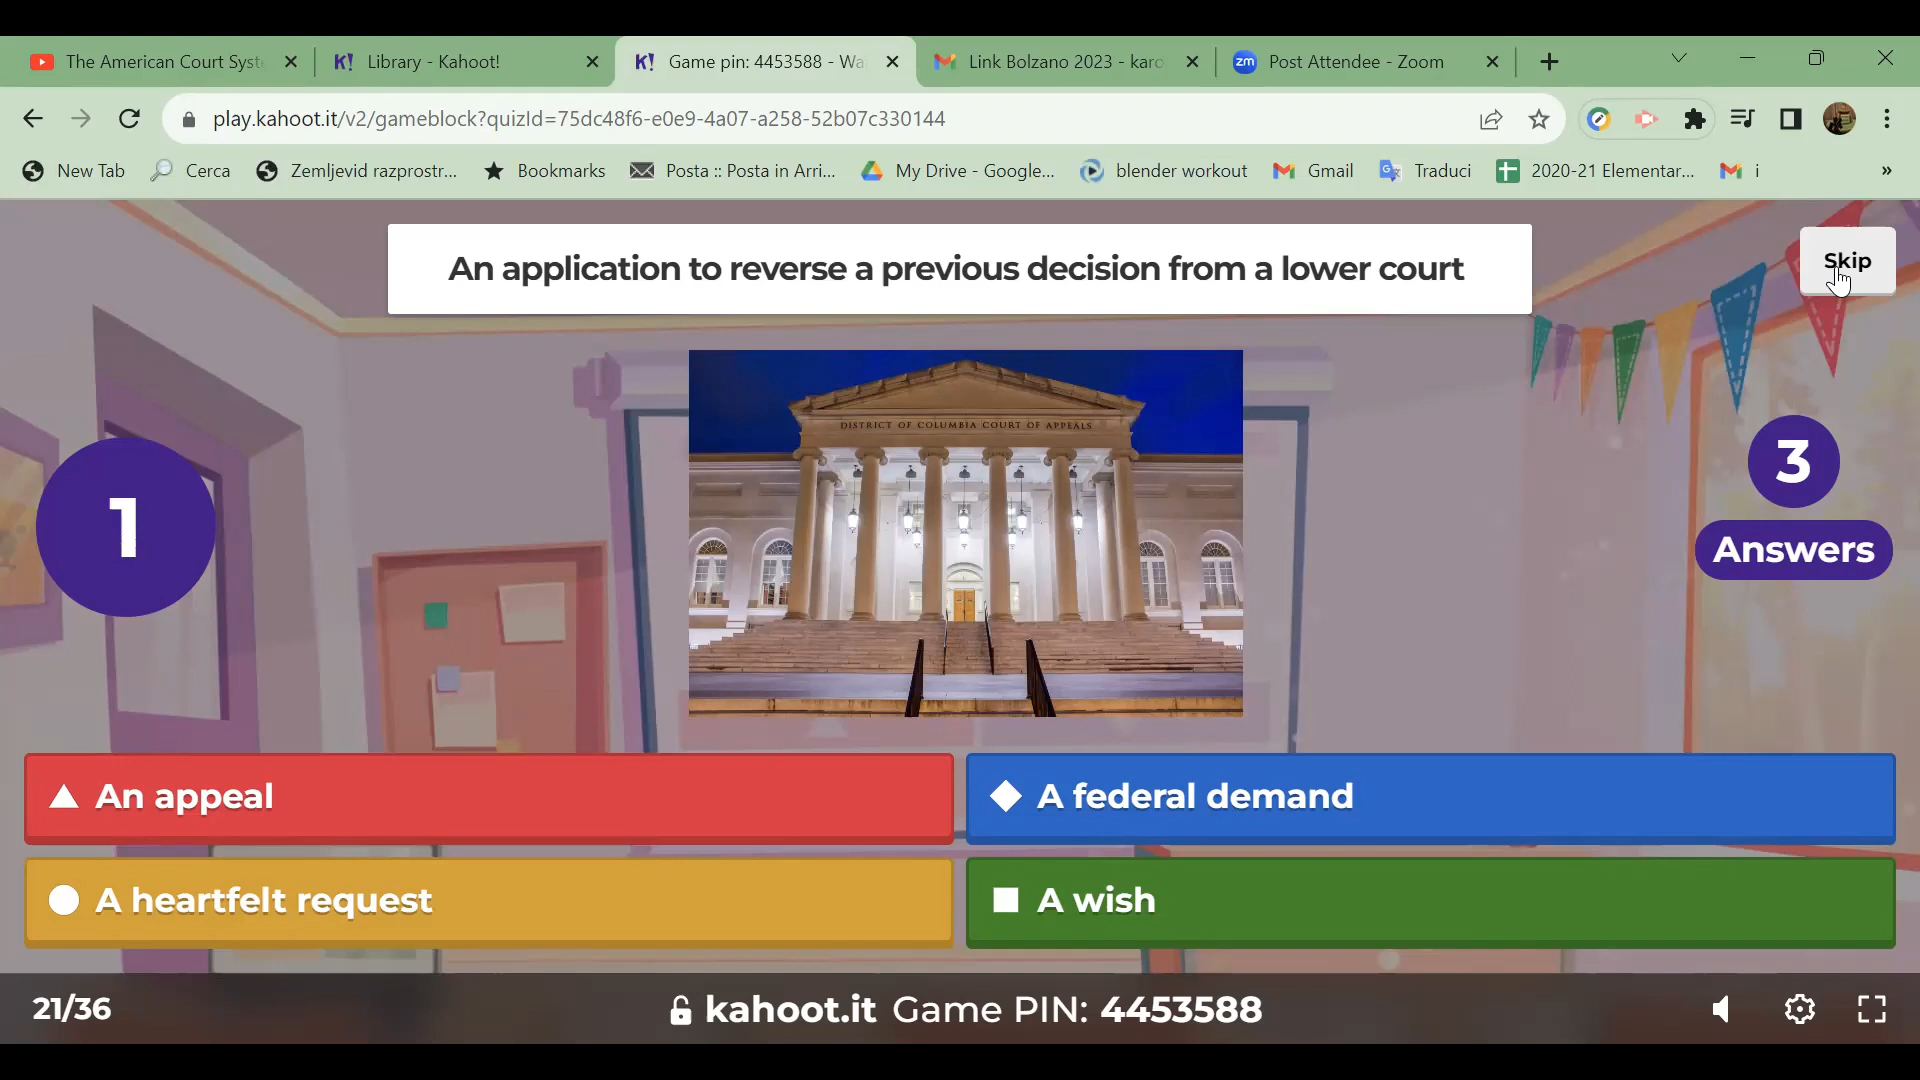 The American Court Syste
Library - Kahoot!
Game pin: 4453588 - Wa
Link Bolzano 2023 - karo
Post Attendee - Zoom
play.kahoot.it/v2/gameblock?quizId=75dc48f6-e0e9-4a07-a258-52b07c330144
New Tab
Cerca
Zemljevid razprostr...
Bookmarks
Posta :: Posta in Arri...
My Drive - Google...
blender workout
Gmail
Traduci
2020-21 Elementar...
i
»
An application to reverse a previous decision from a lower court
Skip
DISTRICT OF COLUMBIA COURT OF APPEALS
1
3
Answers
An appeal
A federal demand
A heartfelt request
A wish
21/36
kahoot.it Game PIN: 4453588